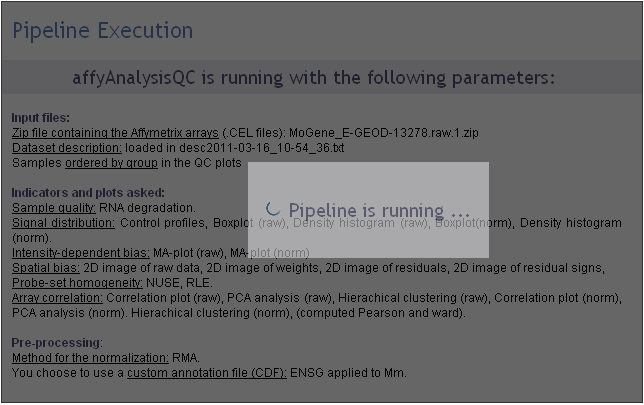 Pipeline Execution
affyAnalysisQC is running with the following parameters:
Input files:
Zip file containing the Affymetrix arrays (.CEL files): MoGene_E-GEOD-13278.raw.1.zip
Dataset description: loaded in desc2011-03-16_10-54_36.txt
Samples ordered by group in the QC plots
Indicators and plots asked:
Sample quality: RNA degradation.
Signal distribution: Control profiles, Boxplot (raw), Density histogram (raw), Boxplot(norm), Density histogram
(norm).
Pipeline is running ...
Intensity-dependent bias: MA-plot (raw), MA-plot (norm)
Spatial bias: 2D image of raw data, 2D image of weights, 2D image of residuals, 2D image of residual signs,
Probe-set homogeneity: NUSE, RLE.
Array correlation: Correlation plot (raw), PCA analysis (raw), Hierachical clustering (raw), Correlation plot (norm),
PCA analysis (norm). Hierachical clustering (norm), (computed Pearson and ward).
Pre-processing:
Method for the normalization: RMA.
You choose to use a custom annotation file (CDF): ENSG applied to Mm.